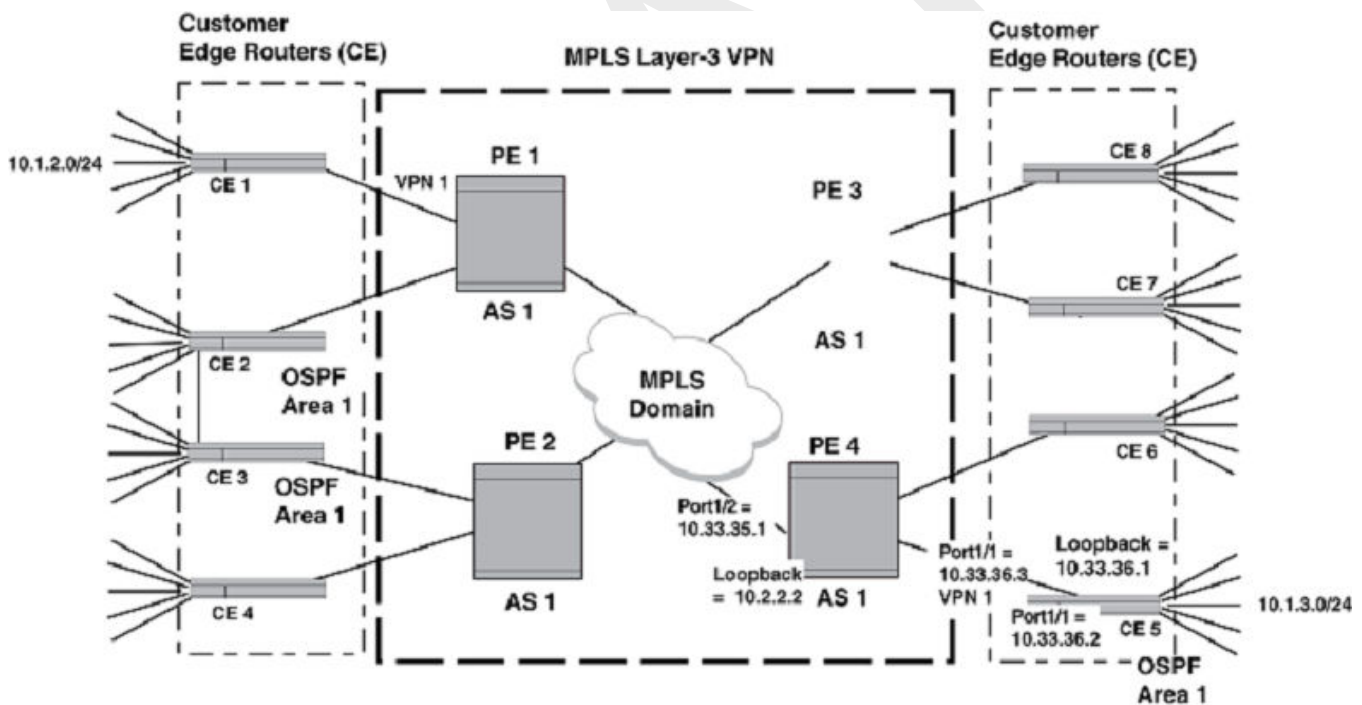 Customer
Edge Routers (CE)
MPLS Layer-3 VPN
Customer
Edge Routers (CE)
10.1.2.0/24
CE 1
VPN 1
PE 1
AS 1
PE 3
AS 1
CE 8
CE 7
CE 2
OSPF
Area 1
MPLS
Domain
CE 3
OSPF
Area 1
PE 2
AS 1
PE 4
CE 6
Port1/2 =
10.33.35.1
Loopback
= 10.2.2.2
AS 1
Port1/1 =
10.33.36.3
VPN 1
Loopback =
10.33.36.1
CE 4
Port1/1 =
10.33.36.2
CE 5
10.1.3.0/24
OSPF
Area 1